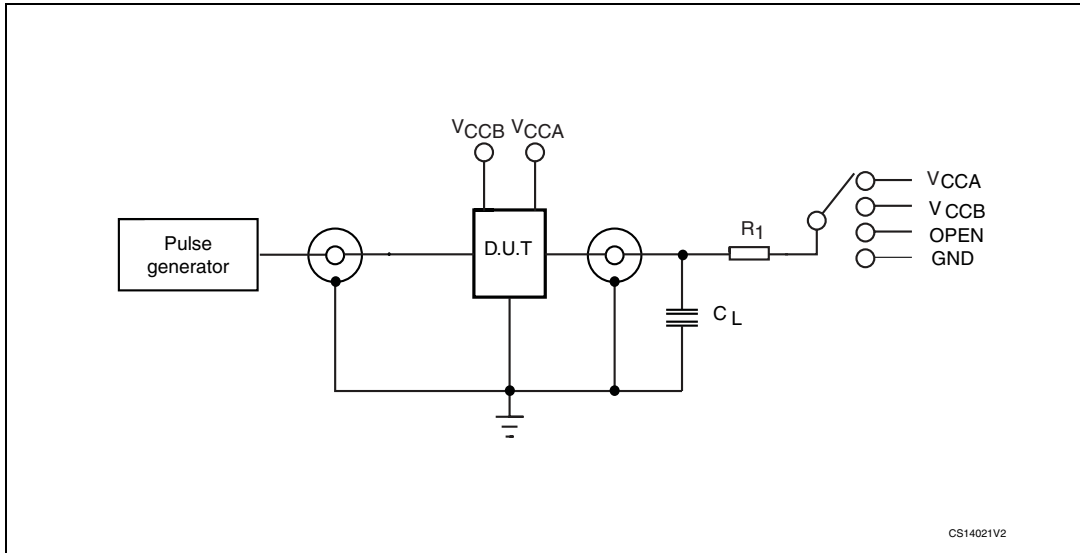 VCCB VCCA
Pulse
generator
D.U.T
R1
VCCA
VCCB
OPEN
GND
CL
CS14021V2